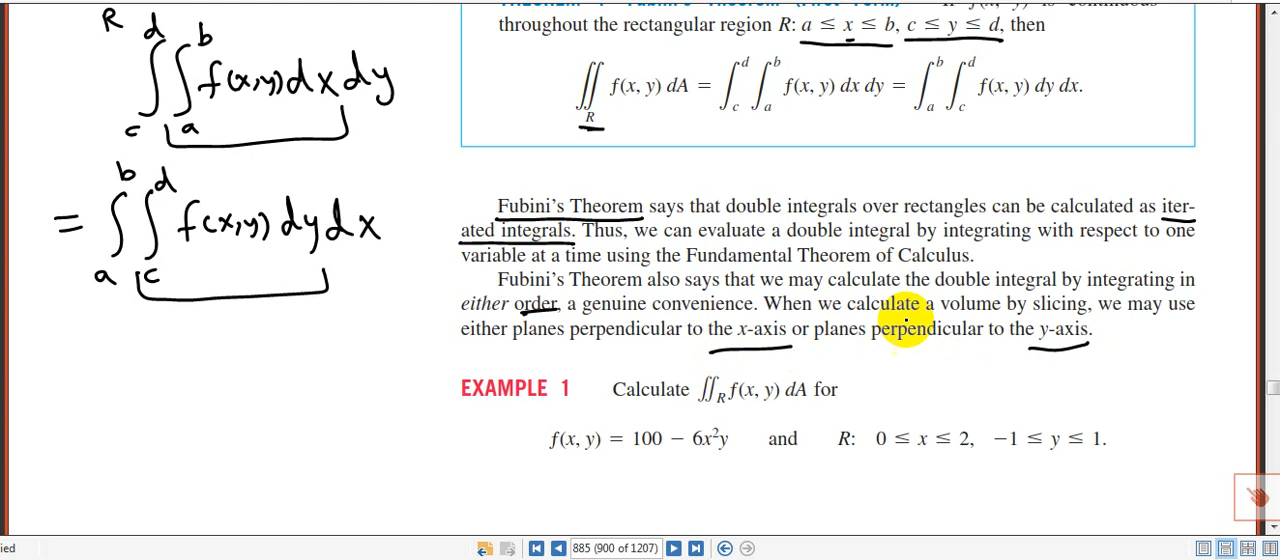 R
∫_c^d ∫_a^b f(x,y)dxdy
= ∫_a^b ∫_c^d f(x,y) dydx
throughout the rectangular region R: a ≤ x ≤ b, c ≤ y ≤ d, then
∬_R f(x, y) dA = ∫_c^d ∫_a^b f(x, y) dx dy = ∫_a^b ∫_c^d f(x, y) dy dx.
Fubini's Theorem says that double integrals over rectangles can be calculated as iter-
ated integrals. Thus, we can evaluate a double integral by integrating with respect to one
variable at a time using the Fundamental Theorem of Calculus.
Fubini's Theorem also says that we may calculate the double integral by integrating in
either order, a genuine convenience. When we calculate a volume by slicing, we may use
either planes perpendicular to the x-axis or planes perpendicular to the y-axis.
EXAMPLE 1 Calculate ∬_R f(x, y) dA for
f(x, y) = 100 − 6x²y and R: 0 ≤ x ≤ 2, −1 ≤ y ≤ 1.
885 (900 of 1207)